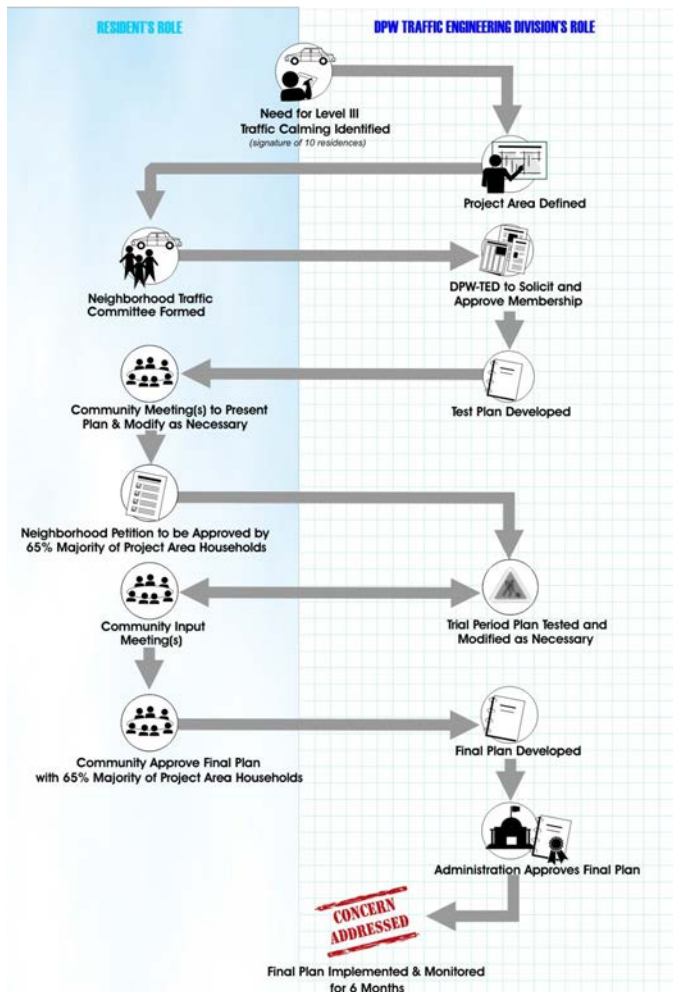 RESIDENT'S ROLE
DPW TRAFFIC ENGINEERING DIVISION'S ROLE
Need for Level III
Traffic Calming Identified
(signature of 10 residences)
Project Area Defined
Neighborhood Traffic
Committee Formed
DPW-TED to Solicit and
Approve Membership
Community Meeting(s) to Present
Plan & Modify as Necessary
Test Plan Developed
Neighborhood Petition to be Approved by
65% Majority of Project Area Households
Community Input
Meeting(s)
Trial Period Plan Tested and
Modified as Necessary
Community Approve Final Plan
with 65% Majority of Project Area Households
Final Plan Developed
Administration Approves Final Plan
CONCERN
ADDRESSED
Final Plan Implemented & Monitored
for 6 Months